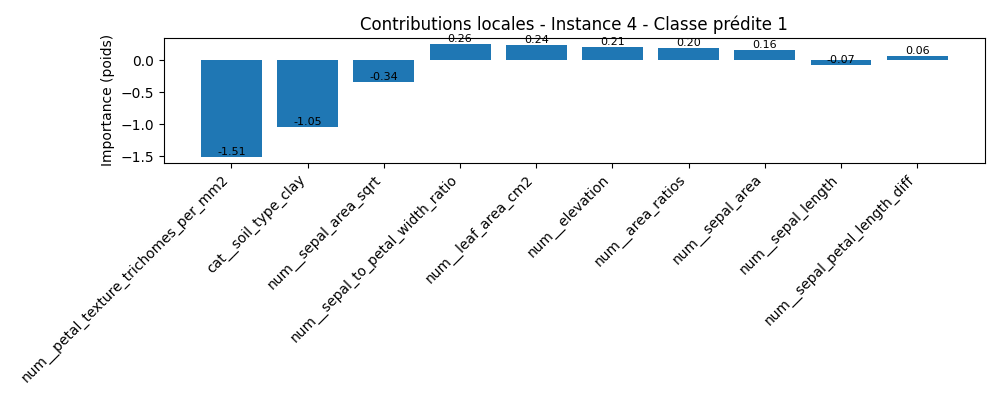 Contributions locales - Instance 4 - Classe prédite 1
Importance (poids)
0.0
−0.5
−1.0
−1.5
-1.51
-1.05
-0.34
0.26
0.24
0.21
0.20
0.16
-0.07
0.06
num__petal_texture_trichomes_per_mm2
cat__soil_type_clay
num__sepal_area_sqrt
num__sepal_to_petal_width_ratio
num__leaf_area_cm2
num__elevation
num__area_ratios
num__sepal_area
num__sepal_length
num__sepal_petal_length_diff